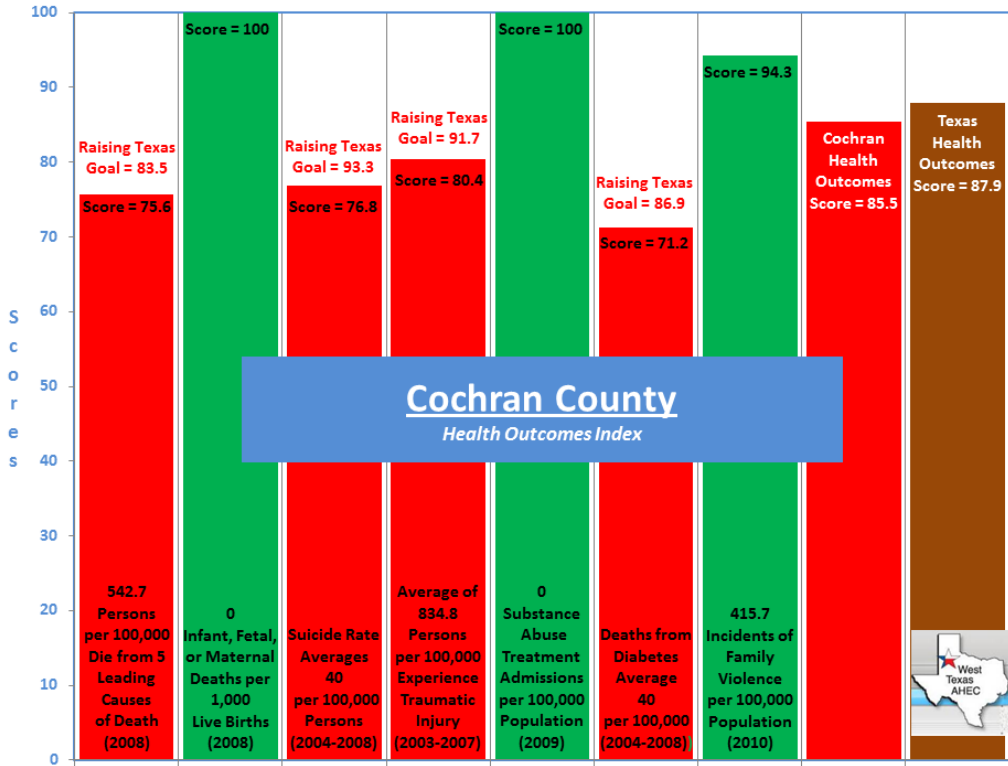 Scores
100
90
80
70
60
50
40
30
20
10
0
Raising Texas
Goal = 83.5
Score = 75.6
542.7
Persons
per 100,000
Die from 5
Leading
Causes
of Death
(2008)
Score = 100
0
Infant, Fetal,
or Maternal
Deaths per
1,000
Live Births
(2008)
Raising Texas
Goal = 93.3
Score = 76.8
Suicide Rate
Averages
40
per 100,000
Persons
(2004-2008)
Raising Texas
Goal = 91.7
Score = 80.4
Average of
834.8
Persons
per 100,000
Experience
Traumatic
Injury
(2003-2007)
Score = 100
0
Substance
Abuse
Treatment
Admissions
per 100,000
Population
(2009)
Raising Texas
Goal = 86.9
Score = 71.2
Deaths from
Diabetes
Average
40
per 100,000
(2004-2008))
Score = 94.3
415.7
Incidents of
Family
Violence
per 100,000
Population
(2010)
Cochran
Health
Outcomes
Score = 85.5
Texas
Health
Outcomes
Score = 87.9
Cochran County
Health Outcomes Index
West
Texas
AHEC